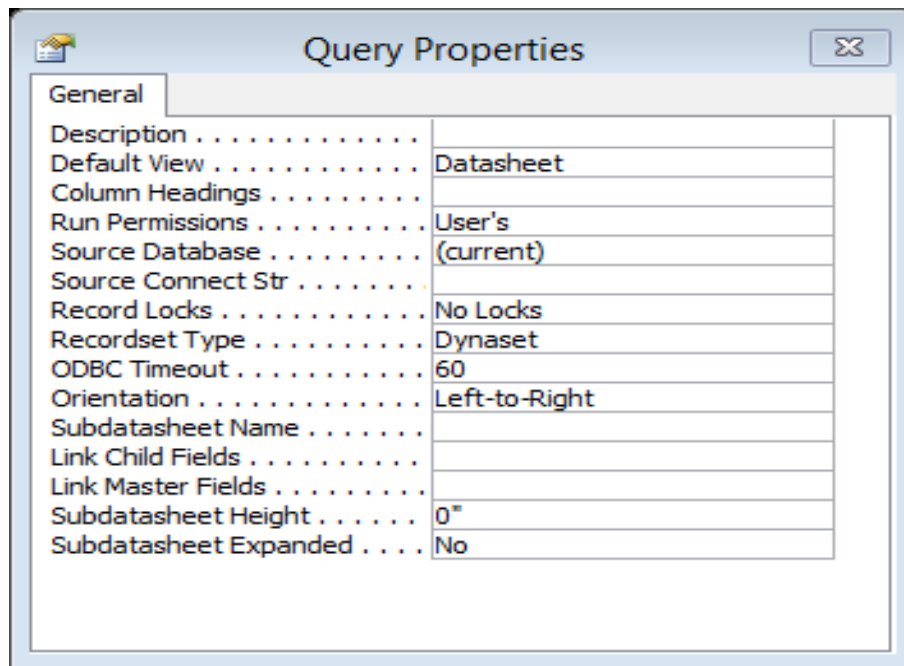 Query Properties
General
Description . . . . . . . . . . . . .
Default View . . . . . . . . . . . . Datasheet
Column Headings . . . . . . . . .
Run Permissions . . . . . . . . . . User's
Source Database . . . . . . . . . (current)
Source Connect Str . . . . . . .
Record Locks . . . . . . . . . . . . No Locks
Recordset Type . . . . . . . . . . Dynaset
ODBC Timeout . . . . . . . . . . . 60
Orientation . . . . . . . . . . . . . Left-to-Right
Subdatasheet Name . . . . . . .
Link Child Fields . . . . . . . . . .
Link Master Fields . . . . . . . . .
Subdatasheet Height . . . . . . 0"
Subdatasheet Expanded . . . . No